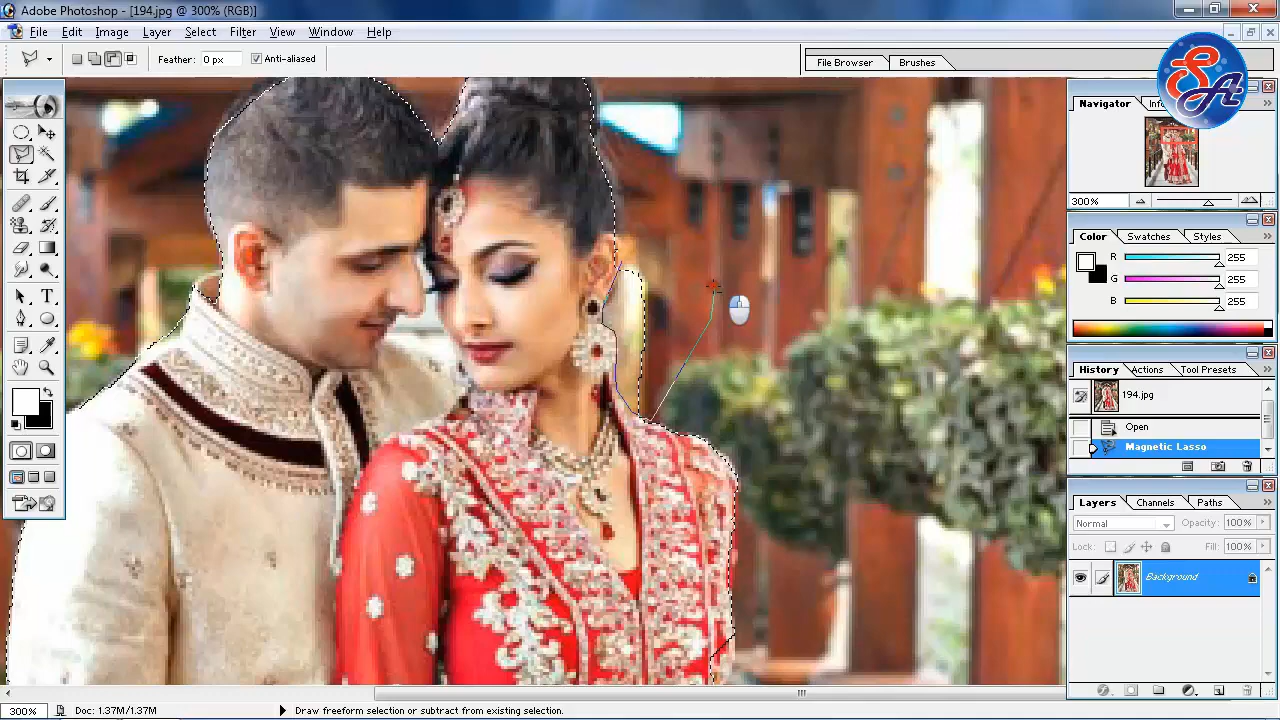 Adobe Photoshop - [194.jpg @ 300% (RGB)]
File Edit Image Layer Select Filter View Window Help
Feather: 0 px Anti-aliased File Browser Brushes
SA
Navigator
300%
Color Swatches Styles
R 255
G 255
B 255
History Actions Tool Presets
194.jpg
Open
Magnetic Lasso
Layers Channels Paths
Normal Opacity: 100%
Lock: Fill: 100%
Background
T
300% Doc: 1.37M/1.37M Draw freeform selection or subtract from existing selection.